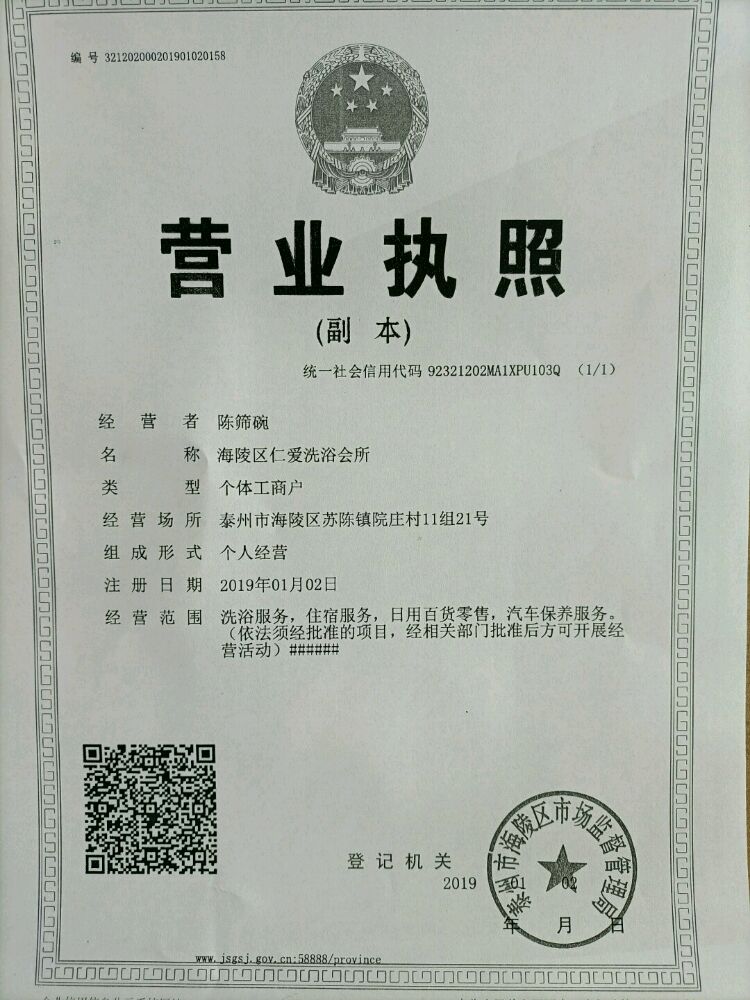 编 号 321202000201901020158
营业执照
(副 本)
统一社会信用代码 92321202MA1XPU103Q (1/1)
经 营 者 陈筛碗
名 称 海陵区仁爱洗浴会所
类 型 个体工商户
经 营 场 所 泰州市海陵区苏陈镇院庄村11组21号
组 成 形 式 个人经营
注 册 日 期 2019年01月02日
经 营 范 围 洗浴服务，住宿服务，日用百货零售，汽车保养服务。
（依法须经批准的项目，经相关部门批准后方可开展经
营活动）######
泰州市海陵区市场监督管理局
登 记 机 关
2019 01 02
年 月 日
www.jsgsj.gov.cn:58888/province